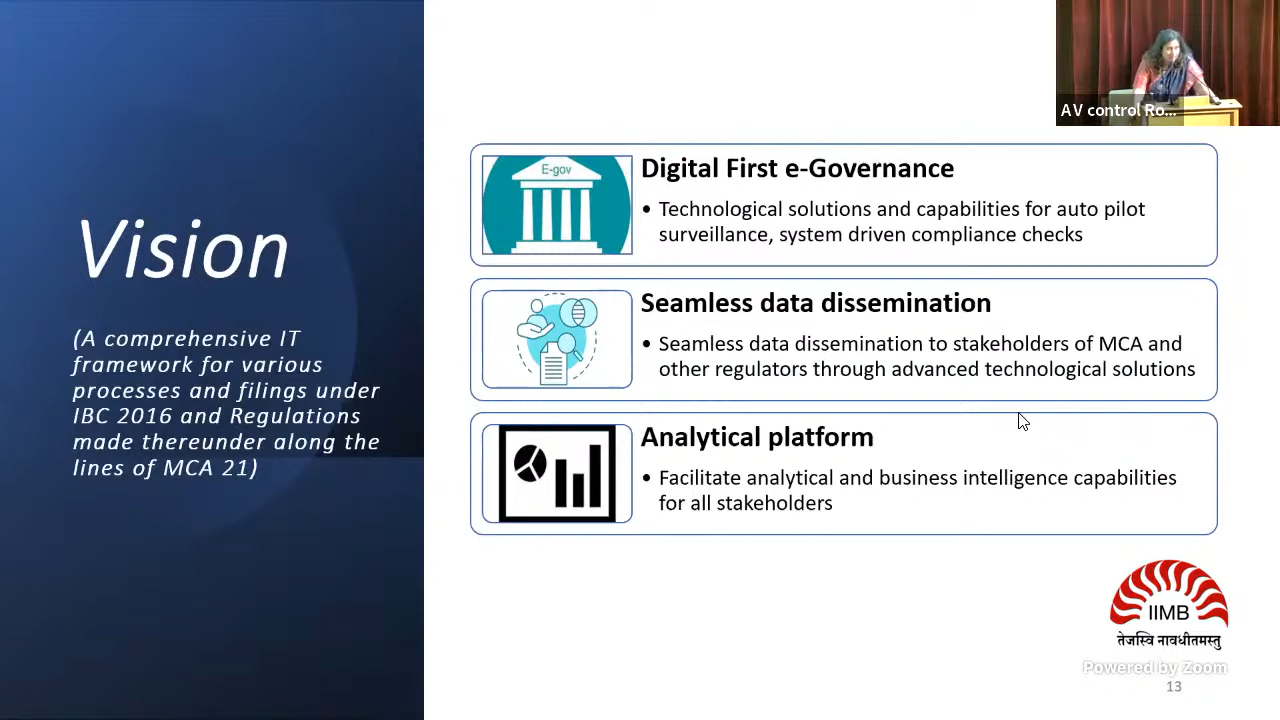 AV control Ro...
Vision
(A comprehensive IT
framework for various
processes and filings under
IBC 2016 and Regulations
made thereunder along the
lines of MCA 21)
E-gov
Digital First e-Governance
• Technological solutions and capabilities for auto pilot
surveillance, system driven compliance checks
Seamless data dissemination
• Seamless data dissemination to stakeholders of MCA and
other regulators through advanced technological solutions
Analytical platform
• Facilitate analytical and business intelligence capabilities
for all stakeholders
IIMB
तेजस्वि नावधीतमस्तु
Powered by Zoom
13